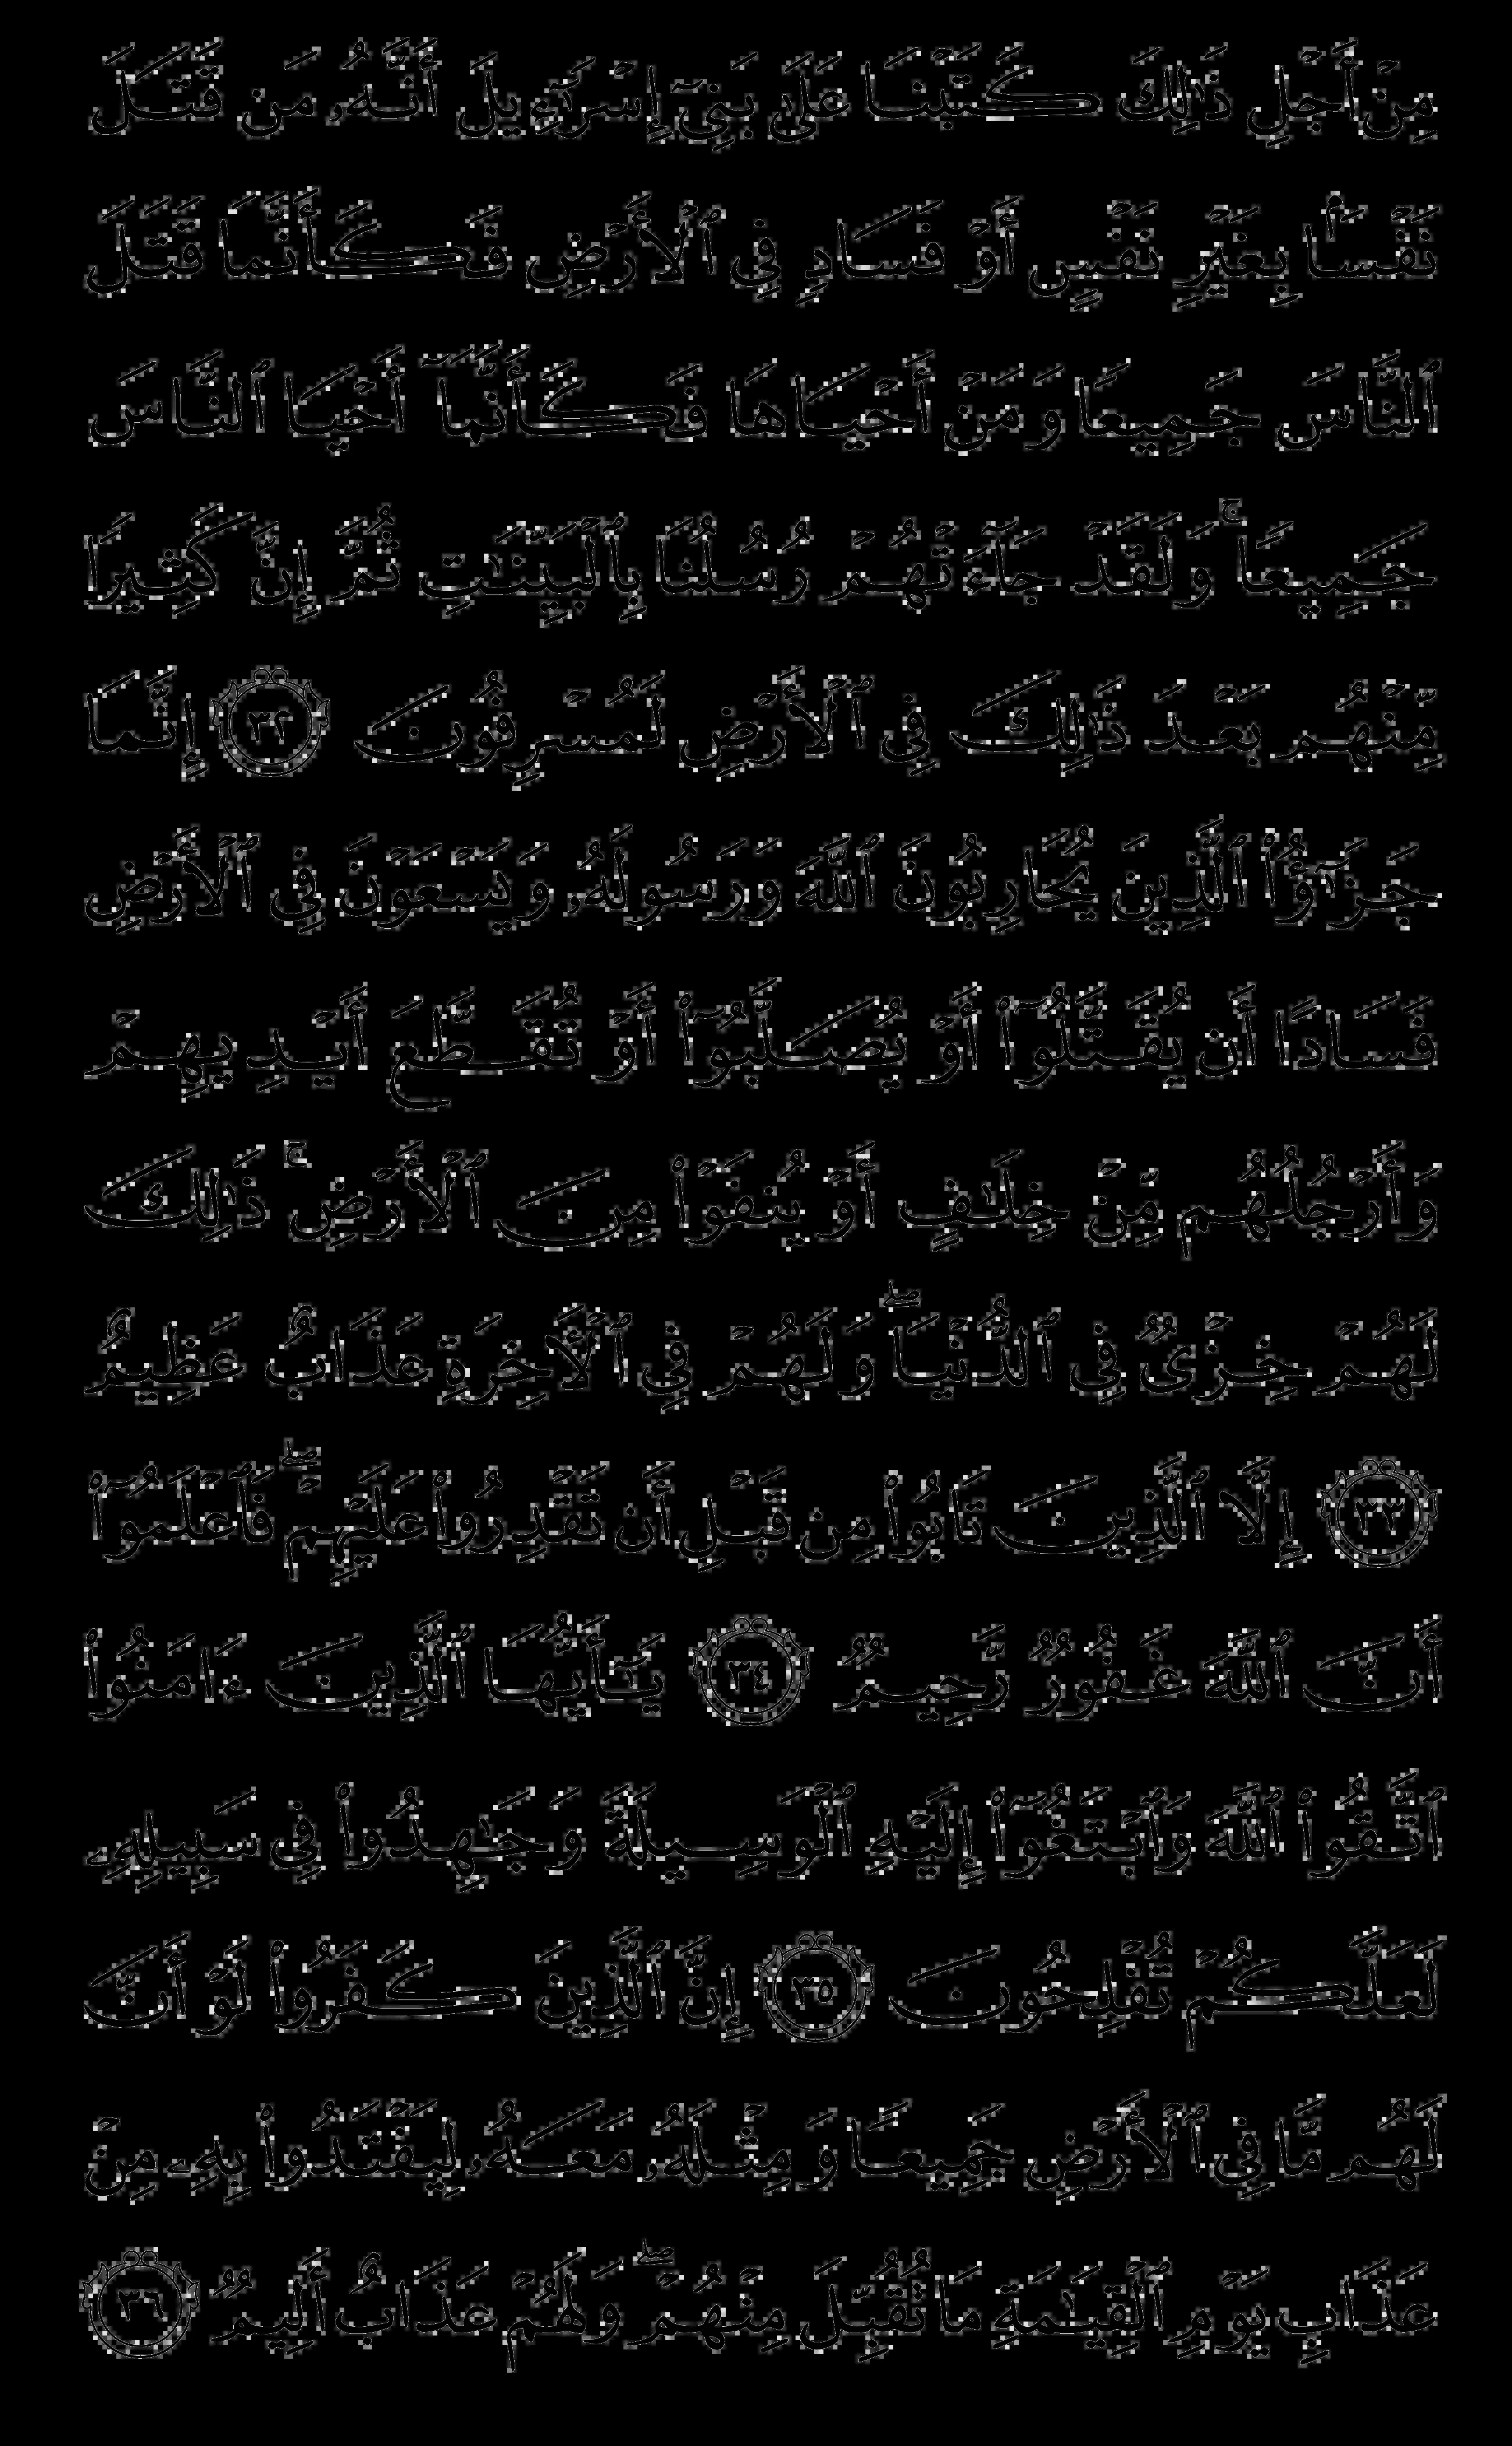 مِنْ أَجْلِ ذَٰلِكَ كَتَبْنَا عَلَىٰ بَنِىٓ إِسْرَٰٓءِيلَ أَنَّهُۥ مَن قَتَلَ
نَفْسًۢا بِغَيْرِ نَفْسٍ أَوْ فَسَادٍ فِى ٱلْأَرْضِ فَكَأَنَّمَا قَتَلَ
ٱلنَّاسَ جَمِيعًا وَمَنْ أَحْيَاهَا فَكَأَنَّمَآ أَحْيَا ٱلنَّاسَ
جَمِيعًا ۚ وَلَقَدْ جَآءَتْهُمْ رُسُلُنَا بِٱلْبَيِّنَٰتِ ثُمَّ إِنَّ كَثِيرًا
مِّنْهُم بَعْدَ ذَٰلِكَ فِى ٱلْأَرْضِ لَمُسْرِفُونَ ٣٢ إِنَّمَا
جَزَٰٓؤُا۟ ٱلَّذِينَ يُحَارِبُونَ ٱللَّهَ وَرَسُولَهُۥ وَيَسْعَوْنَ فِى ٱلْأَرْضِ
فَسَادًا أَن يُقَتَّلُوٓا۟ أَوْ يُصَلَّبُوٓا۟ أَوْ تُقَطَّعَ أَيْدِيهِمْ
وَأَرْجُلُهُم مِّنْ خِلَٰفٍ أَوْ يُنفَوْا۟ مِنَ ٱلْأَرْضِ ۚ ذَٰلِكَ
لَهُمْ خِزْىٌ فِى ٱلدُّنْيَا ۖ وَلَهُمْ فِى ٱلْأَخِرَةِ عَذَابٌ عَظِيمٌ
٣٣ إِلَّا ٱلَّذِينَ تَابُوا۟ مِن قَبْلِ أَن تَقْدِرُوا۟ عَلَيْهِمْ ۖ فَٱعْلَمُوٓا۟
أَنَّ ٱللَّهَ غَفُورٌ رَّحِيمٌ ٣٤ يَٰٓأَيُّهَا ٱلَّذِينَ ءَامَنُوا۟
ٱتَّقُوا۟ ٱللَّهَ وَٱبْتَغُوٓا۟ إِلَيْهِ ٱلْوَسِيلَةَ وَجَٰهِدُوا۟ فِى سَبِيلِهِۦ
لَعَلَّكُمْ تُفْلِحُونَ ٣٥ إِنَّ ٱلَّذِينَ كَفَرُوا۟ لَوْ أَنَّ
لَهُم مَّا فِى ٱلْأَرْضِ جَمِيعًا وَمِثْلَهُۥ مَعَهُۥ لِيَفْتَدُوا۟ بِهِۦ مِنْ
عَذَابِ يَوْمِ ٱلْقِيَٰمَةِ مَا تُقُبِّلَ مِنْهُمْ ۖ وَلَهُمْ عَذَابٌ أَلِيمٌ ٣٦